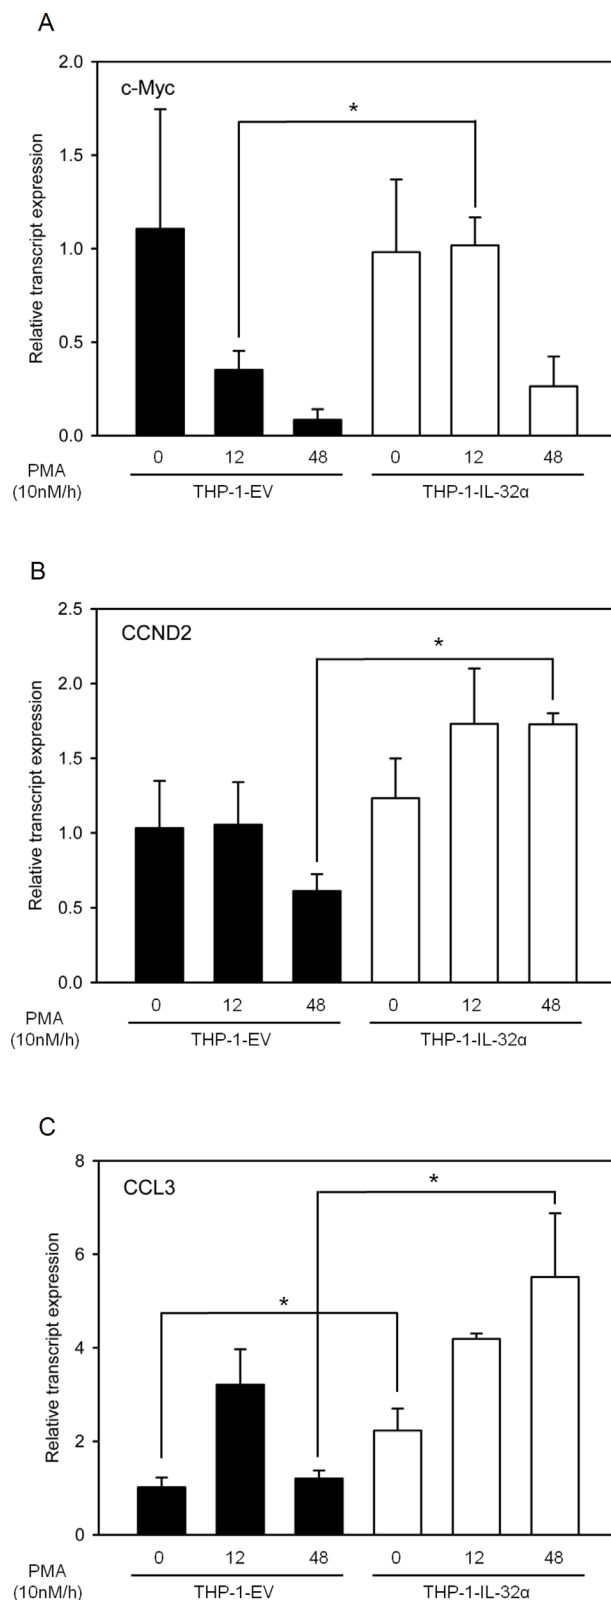 A
c-Myc
*
Relative transcript expression
2.0
1.5
1.0
0.5
0.0
0 12 48 0 12 48
PMA
(10nM/h)
THP-1-EV THP-1-IL-32α
B
CCND2
*
Relative transcript expression
2.5
2.0
1.5
1.0
0.5
0.0
0 12 48 0 12 48
PMA
(10nM/h)
THP-1-EV THP-1-IL-32α
C
CCL3
*
*
Relative transcript expression
8
6
4
2
0
0 12 48 0 12 48
PMA
(10nM/h)
THP-1-EV THP-1-IL-32α